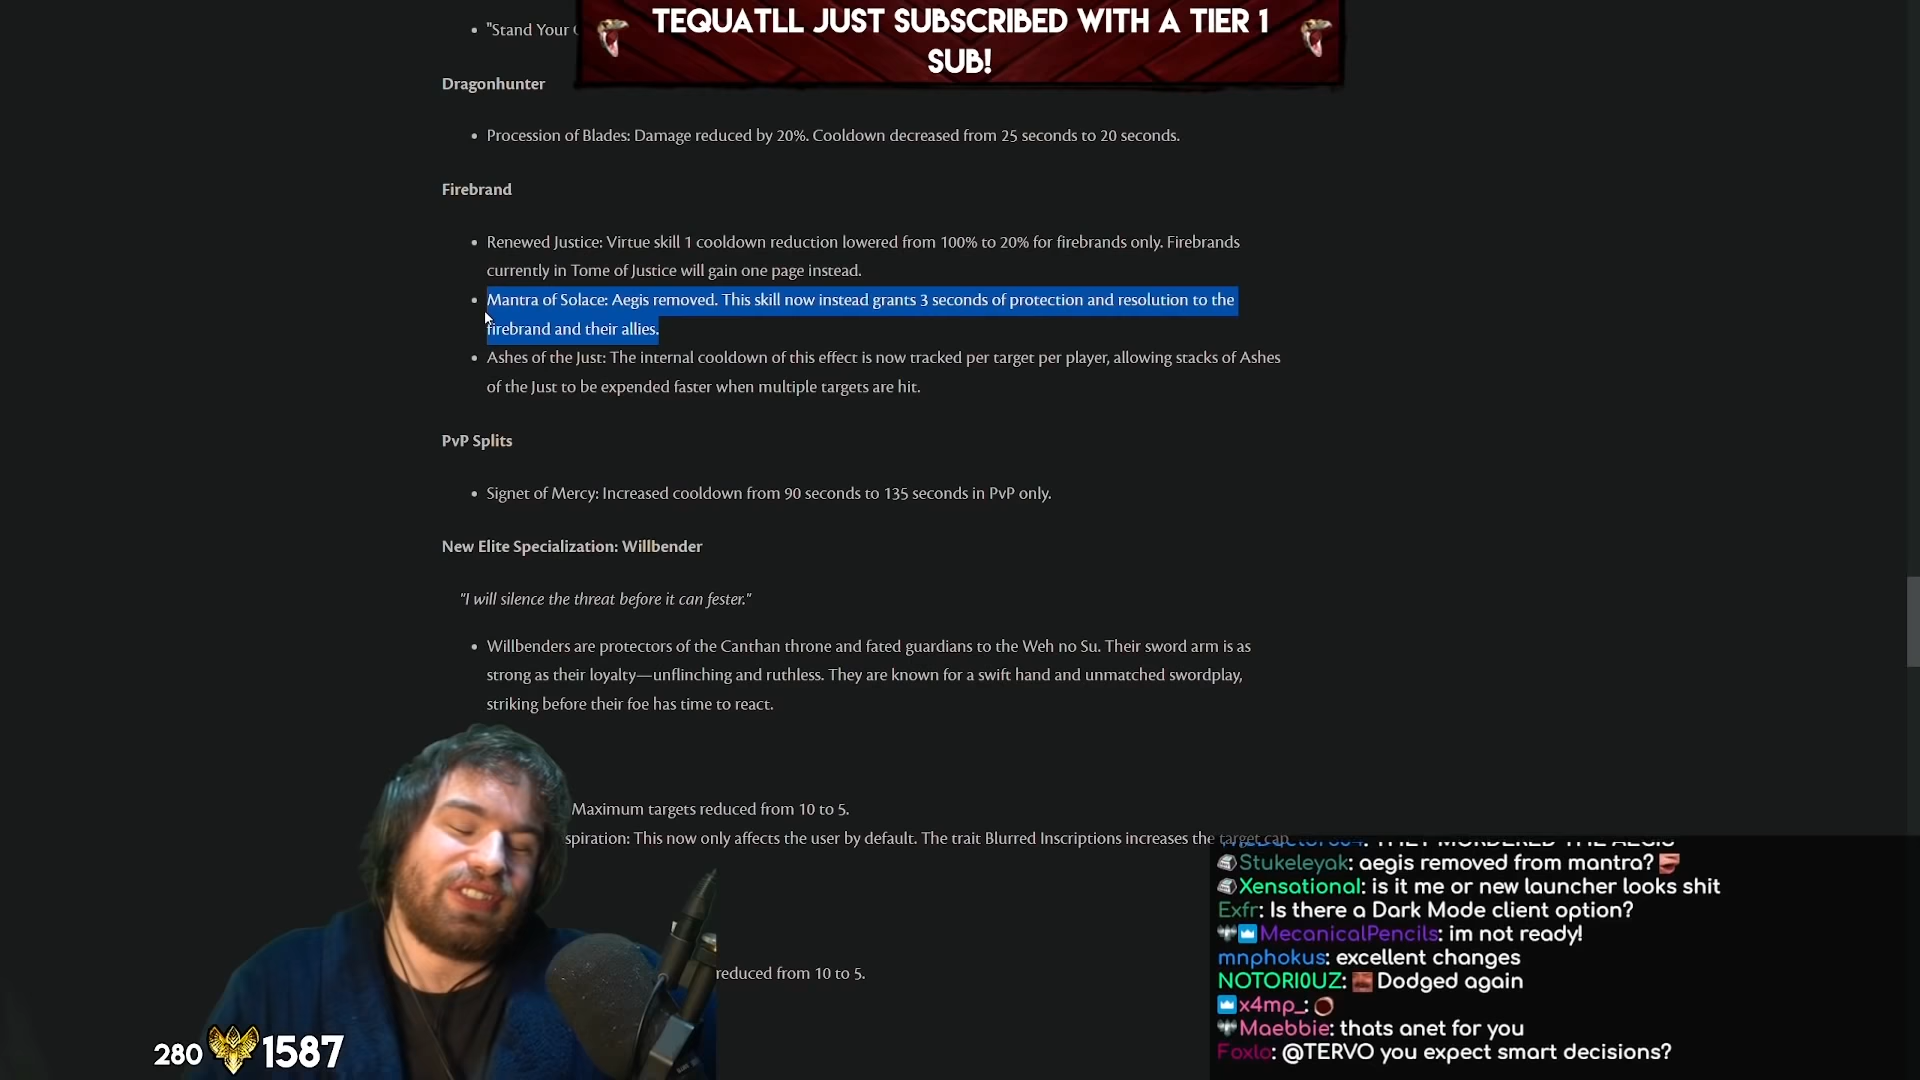 TEQUATLL JUST SUBSCRIBED WITH A TIER 1
SUB!
• "Stand Your
Dragonhunter
• Procession of Blades: Damage reduced by 20%. Cooldown decreased from 25 seconds to 20 seconds.
Firebrand
• Renewed Justice: Virtue skill 1 cooldown reduction lowered from 100% to 20% for firebrands only. Firebrands
currently in Tome of Justice will gain one page instead.
• Mantra of Solace: Aegis removed. This skill now instead grants 3 seconds of protection and resolution to the
firebrand and their allies.
• Ashes of the Just: The internal cooldown of this effect is now tracked per target per player, allowing stacks of Ashes
of the Just to be expended faster when multiple targets are hit.
PvP Splits
• Signet of Mercy: Increased cooldown from 90 seconds to 135 seconds in PvP only.
New Elite Specialization: Willbender
"I will silence the threat before it can fester."
• Willbenders are protectors of the Canthan throne and fated guardians to the Weh no Su. Their sword arm is as
strong as their loyalty—unflinching and ruthless. They are known for a swift hand and unmatched swordplay,
striking before their foe has time to react.
Maximum targets reduced from 10 to 5.
spiration: This now only affects the user by default. The trait Blurred Inscriptions increases the target cap
reduced from 10 to 5.
THEY MURDERED THE AEGIS
Stukeleyak: aegis removed from mantra?
Xensational: is it me or new launcher looks shit
Exfr: Is there a Dark Mode client option?
MecanicalPencils: im not ready!
mnphokus: excellent changes
NOTORI0UZ: Dodged again
x4mp_:
Maebbie: thats anet for you
Foxlo: @TERVO you expect smart decisions?
280 1587